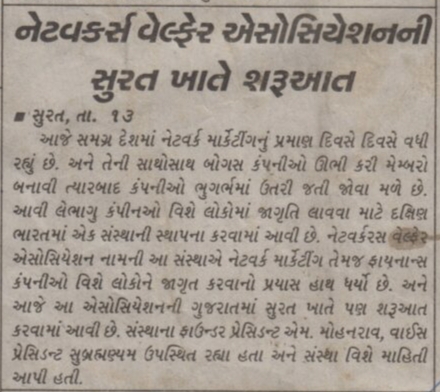 નેટવર્કર્સ વેલ્ફેર એસોસિયેશનની
સુરત ખાતે શરૂઆત
■ સુરત, તા. ૧૩
આજે સમગ્ર દેશમાં નેટવર્ક માર્કેટીંગનું પ્રમાણ દિવસે દિવસે વધી
રહ્યું છે. અને તેની સાથોસાથ બોગસ કંપનીઓ ઊભી કરી મેમ્બરો
બનાવી ત્યારબાદ કંપનીઓ ભુગર્ભમાં ઉતરી જતી જોવા મળે છે.
આવી લેભાગુ કંપીનઓ વિશે લોકોમાં જાગૃતિ લાવવા માટે દક્ષિણ
ભારતમાં એક સંસ્થાની સ્થાપના કરવામાં આવી છે. નેટવર્કરસ વેલ્ફેર
એસોસિયેશન નામની આ સંસ્થાએ નેટવર્ક માર્કેટીંગ તેમજ ફાયનાન્સ
કંપનીઓ વિશે લોકોને જાગૃત કરવાનો પ્રયાસ હાથ ધર્યો છે. અને
આજે આ એસોસિયેશનની ગુજરાતમાં સુરત ખાતે પણ શરૂઆત
કરવામાં આવી છે. સંસ્થાના ફાઉન્ડર પ્રેસિડન્ટ એમ. મોહનરાવ, વાઈસ
પ્રેસિડન્ટ સુબ્રહ્મણ્યમ ઉપસ્થિત રહ્યા હતા અને સંસ્થા વિશે માહિતી
આપી હતી.